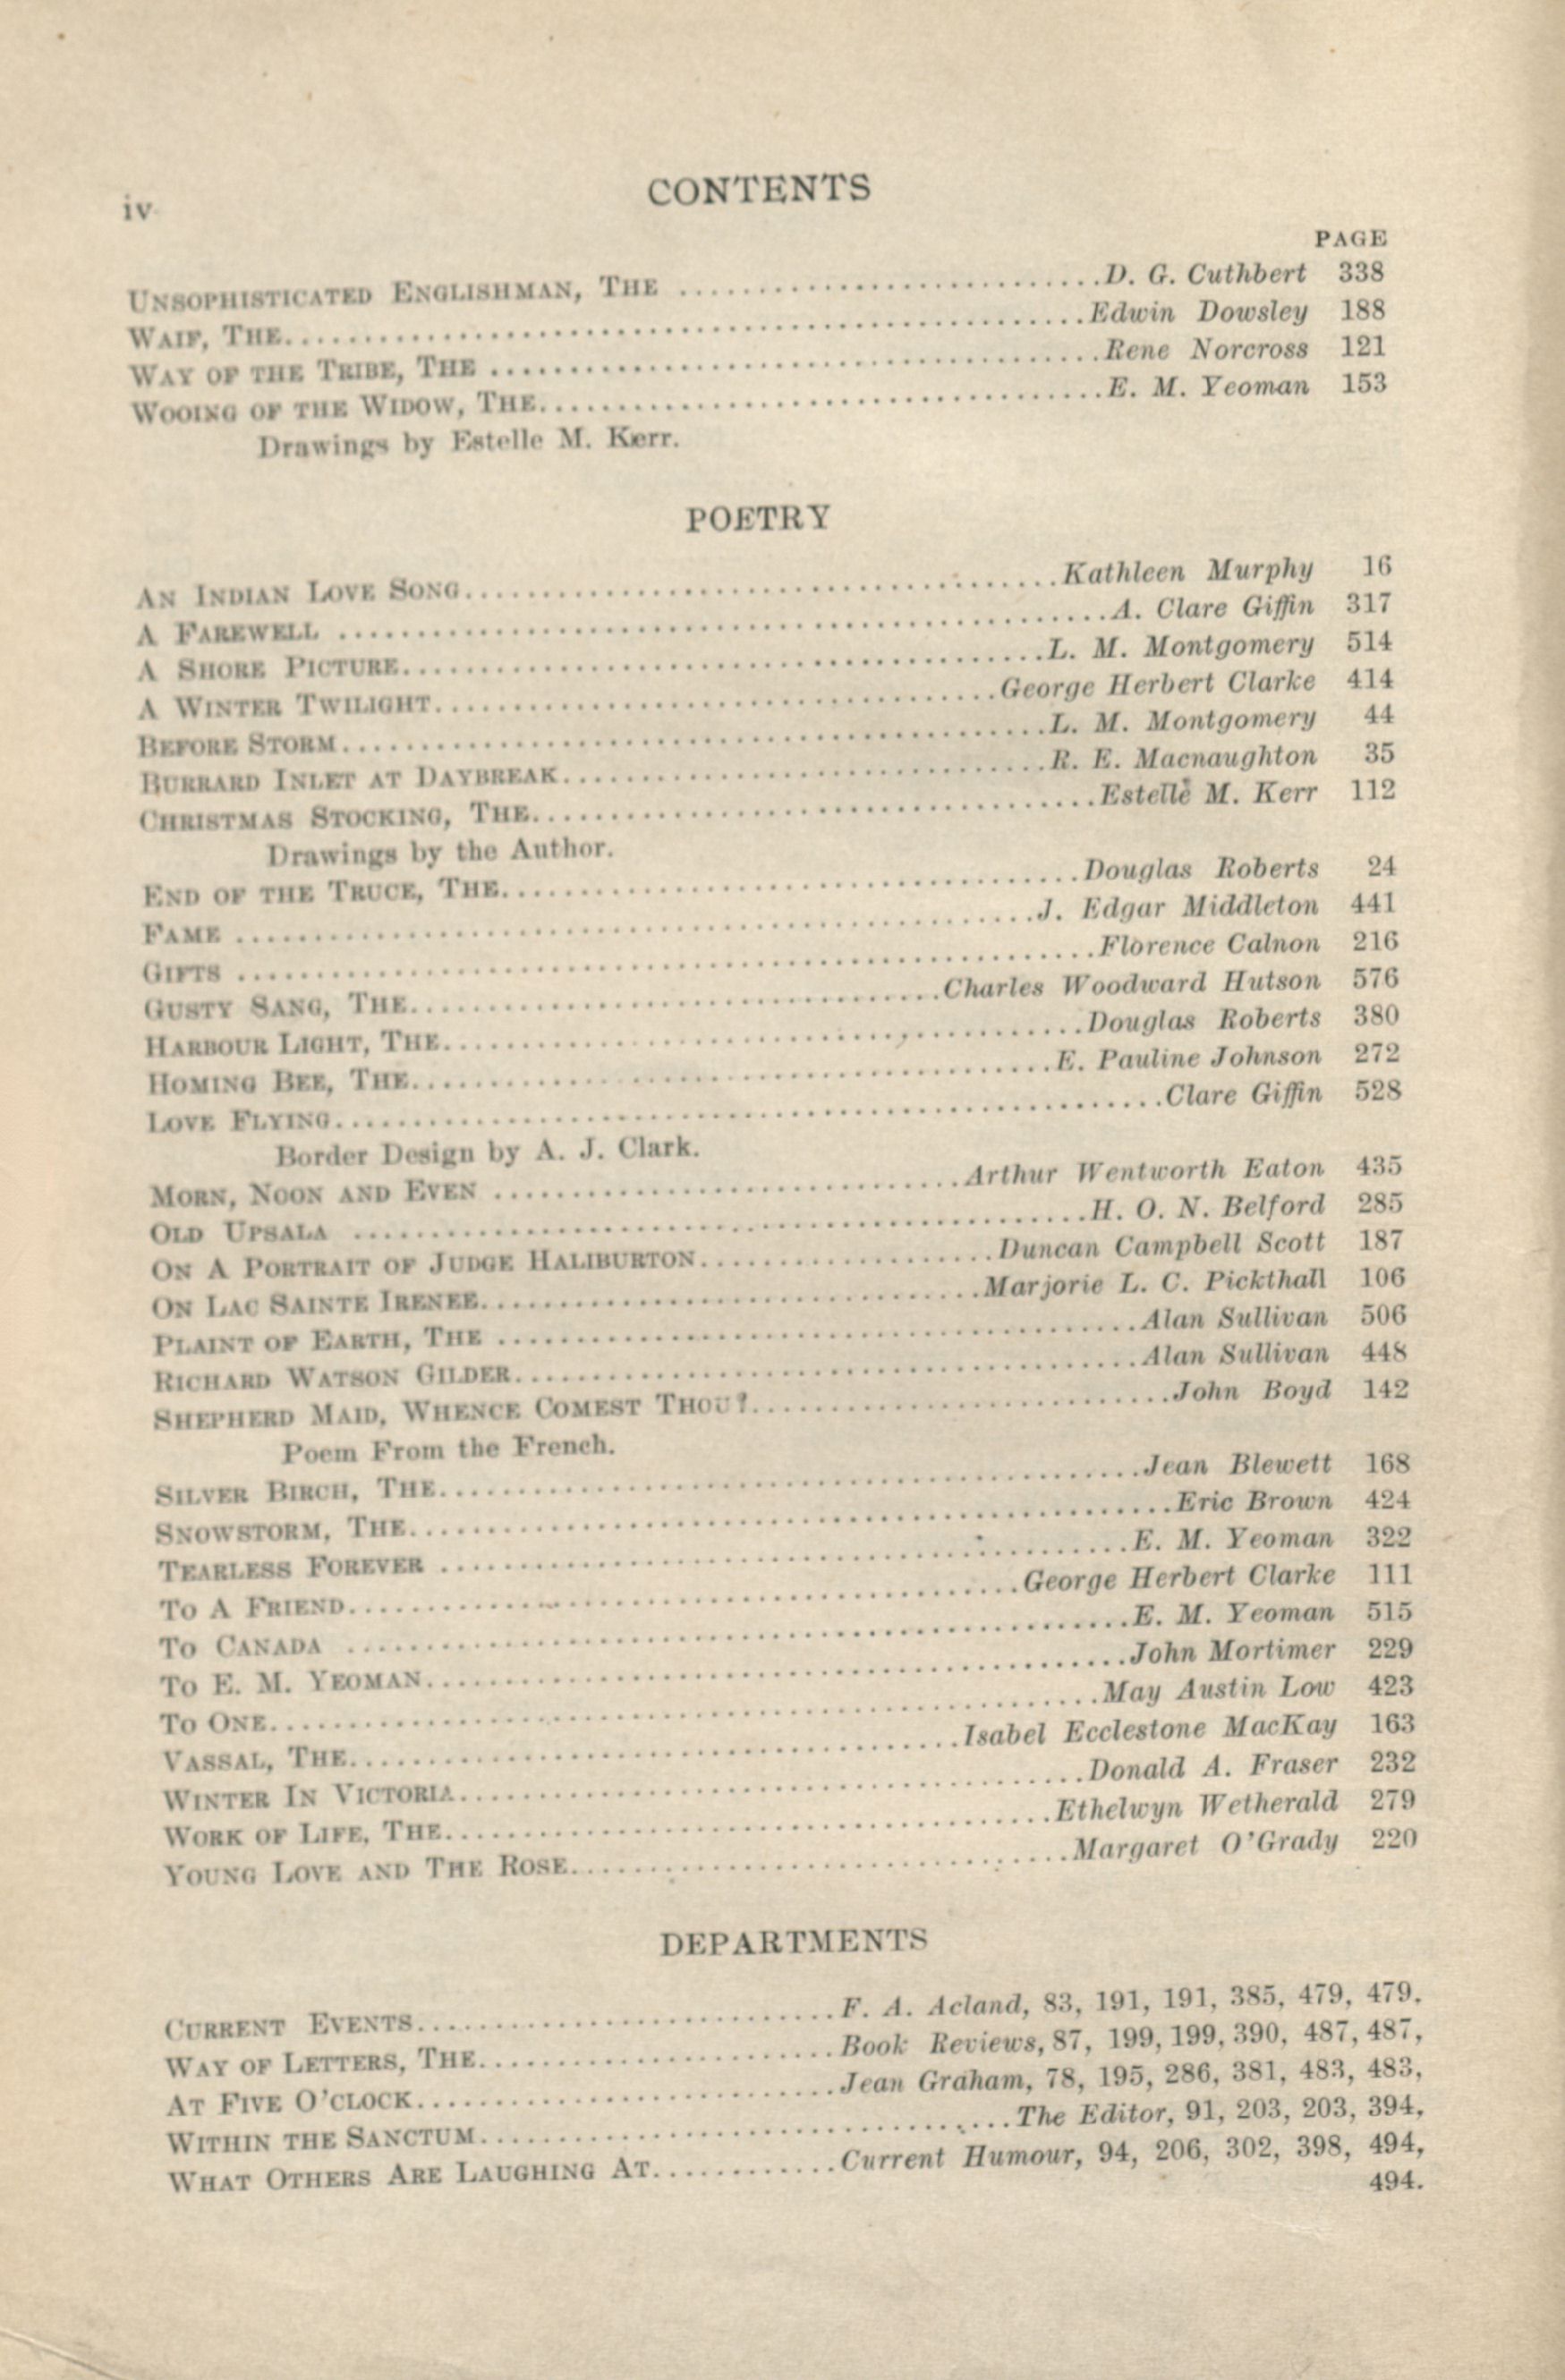 iv
CONTENTS
PAGE
UNSOPHISTICATED ENGLISHMAN, THE ..............................D. G. Cuthbert 338
WAIF, THE..............................Edwin Dowsley 188
WAY OF THE TRIBE, THE ..............................Rene Norcross 121
WOOING OF THE WIDOW, THE..............................E. M. Yeoman 153
Drawings by Estelle M. Kerr.
POETRY
AN INDIAN LOVE SONG..............................Kathleen Murphy 16
A FAREWELL ..............................A. Clare Giffin 317
A SHORE PICTURE..............................L. M. Montgomery 514
A WINTER TWILIGHT..............................George Herbert Clarke 414
BEFORE STORM..............................L. M. Montgomery 44
BURRARD INLET AT DAYBREAK..............................R. E. Macnaughton 35
CHRISTMAS STOCKING, THE..............................Estelle M. Kerr 112
Drawings by the Author.
END OF THE TRUCE, THE..............................Douglas Roberts 24
FAME ..............................J. Edgar Middleton 441
GIFTS ..............................Florence Calnon 216
GUSTY SANG, THE..............................Charles Woodward Hutson 576
HARBOUR LIGHT, THE..............................Douglas Roberts 380
HOMING BEE, THE..............................E. Pauline Johnson 272
LOVE FLYING..............................Clare Giffin 528
Border Design by A. J. Clark.
MORN, NOON AND EVEN ..............................Arthur Wentworth Eaton 435
OLD UPSALA ..............................H. O. N. Belford 285
ON A PORTRAIT OF JUDGE HALIBURTON...................Duncan Campbell Scott 187
ON LAC SAINTE IRENEE..............................Marjorie L. C. Pickthall 106
PLAINT OF EARTH, THE ..............................Alan Sullivan 506
RICHARD WATSON GILDER..............................Alan Sullivan 448
SHEPHERD MAID, WHENCE COMEST THOU?..............................John Boyd 142
Poem From the French.
SILVER BIRCH, THE..............................Jean Blewett 168
SNOWSTORM, THE..............................Eric Brown 424
TEARLESS FOREVER ..............................E. M. Yeoman 322
TO A FRIEND..............................George Herbert Clarke 111
TO CANADA ..............................E. M. Yeoman 515
TO E. M. YEOMAN..............................John Mortimer 229
TO ONE..............................May Austin Low 423
VASSAL, THE..............................Isabel Ecclestone MacKay 163
WINTER IN VICTORIA..............................Donald A. Fraser 232
WORK OF LIFE, THE..............................Ethelwyn Wetherald 279
YOUNG LOVE AND THE ROSE..............................Margaret O'Grady 220
DEPARTMENTS
CURRENT EVENTS..........................F. A. Acland, 83, 191, 191, 385, 479, 479.
WAY OF LETTERS, THE......................Book Reviews, 87, 199, 199, 390, 487, 487,
AT FIVE O'CLOCK..........................Jean Graham, 78, 195, 286, 381, 483, 483,
WITHIN THE SANCTUM..............................The Editor, 91, 203, 203, 394,
WHAT OTHERS ARE LAUGHING AT............Current Humour, 94, 206, 302, 398, 494,
494.